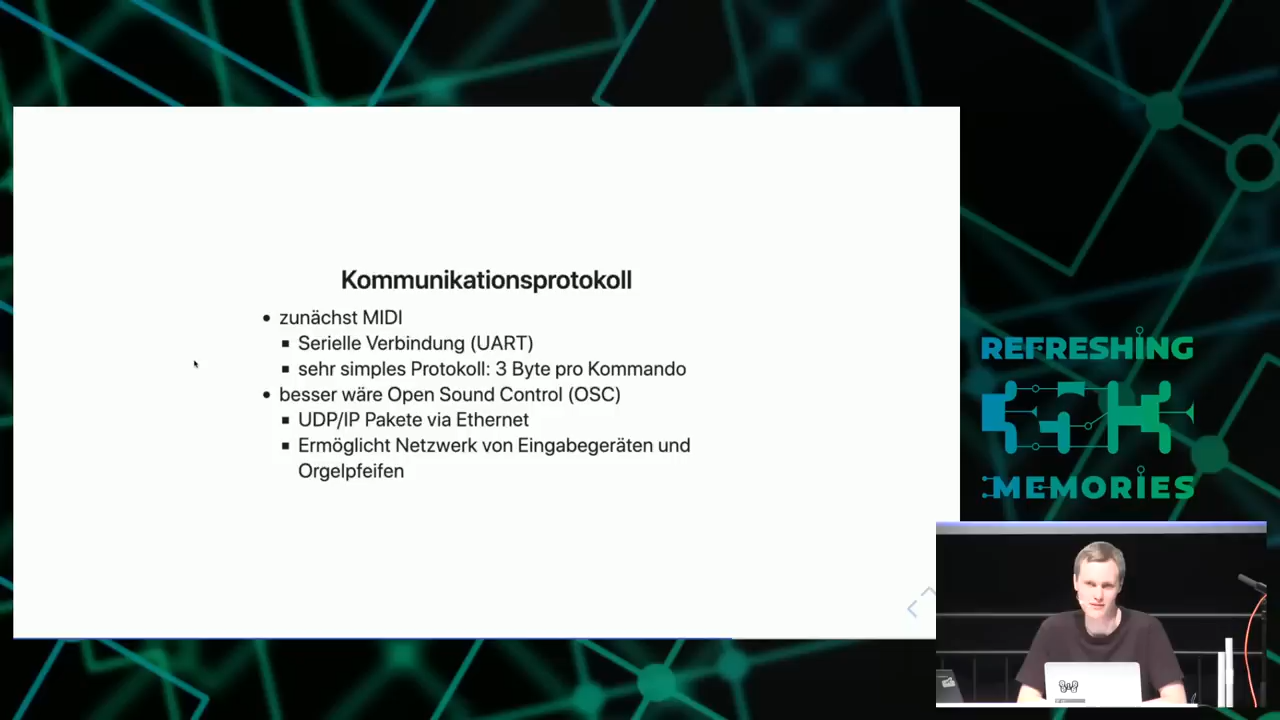 Kommunikationsprotokoll
• zunächst MIDI
▪ Serielle Verbindung (UART)
▪ sehr simples Protokoll: 3 Byte pro Kommando
• besser wäre Open Sound Control (OSC)
▪ UDP/IP Pakete via Ethernet
▪ Ermöglicht Netzwerk von Eingabegeräten und
Orgelpfeifen
REFRESHING
MEMORIES